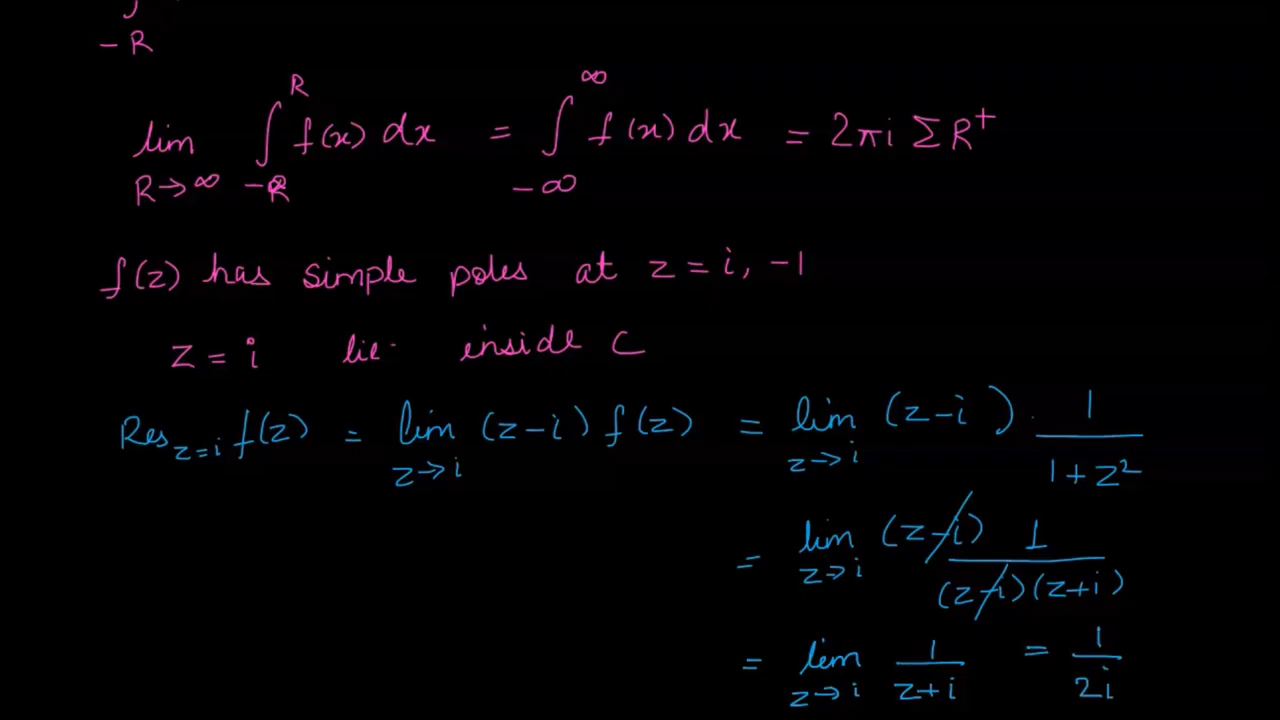 ∫
-R
lim R→∞ ∫_{-R}^{R} f(x) dx = ∫_{-∞}^{∞} f(x) dx = 2πi ΣR⁺
f(z) has simple poles at z = i, -1
z = i lie inside C
Res_{z=i} f(z) = lim_{z→i} (z-i) f(z) = lim_{z→i} (z-i) · 1/(1+z²)
= lim_{z→i} (z-i) 1/((z-i)(z+i))
= lim_{z→i} 1/(z+i) = 1/(2i)